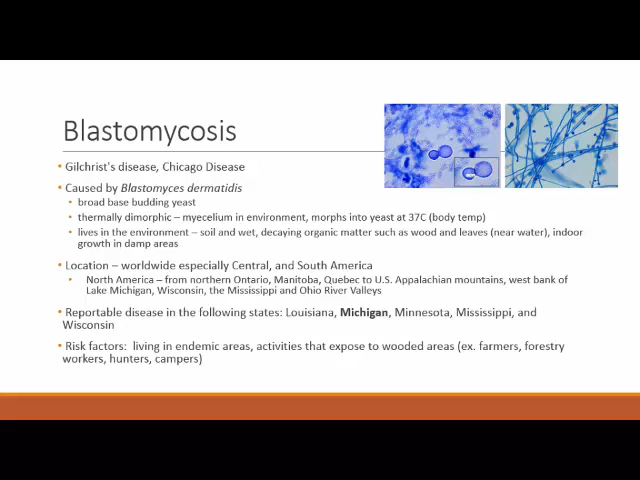 Blastomycosis
• Gilchrist's disease, Chicago Disease
• Caused by Blastomyces dermatidis
• broad base budding yeast
• thermally dimorphic – mycelium in environment, morphs into yeast at 37C (body temp)
• lives in the environment – soil and wet, decaying organic matter such as wood and leaves (near water), indoor
growth in damp areas
• Location – worldwide especially Central, and South America
• North America – from northern Ontario, Manitoba, Quebec to U.S. Appalachian mountains, west bank of
Lake Michigan, Wisconsin, the Mississippi and Ohio River Valleys
• Reportable disease in the following states: Louisiana, Michigan, Minnesota, Mississippi, and
Wisconsin
• Risk factors: living in endemic areas, activities that expose to wooded areas (ex. farmers, forestry
workers, hunters, campers)